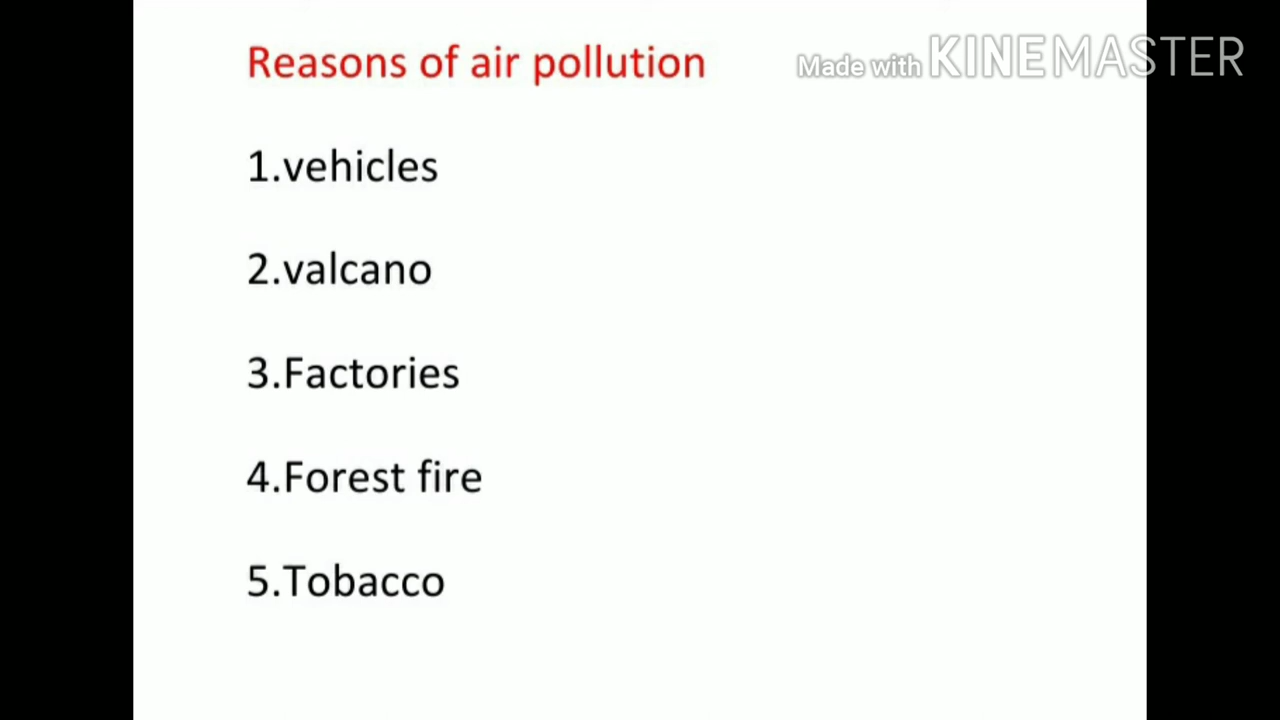 Reasons of air pollution
Made with KINEMASTER
1.vehicles
2.valcano
3.Factories
4.Forest fire
5.Tobacco